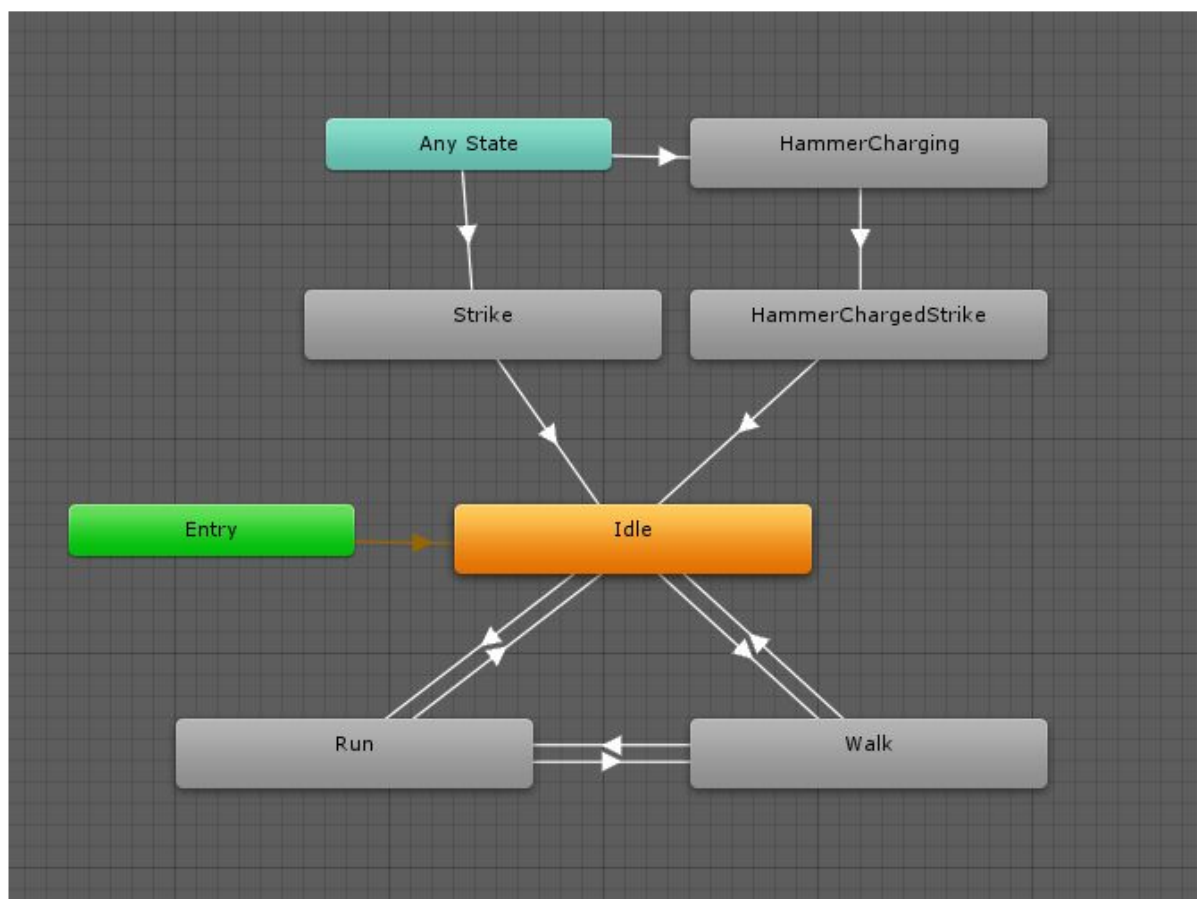 Any State
HammerCharging
Strike
HammerChargedStrike
Entry
Idle
Run
Walk